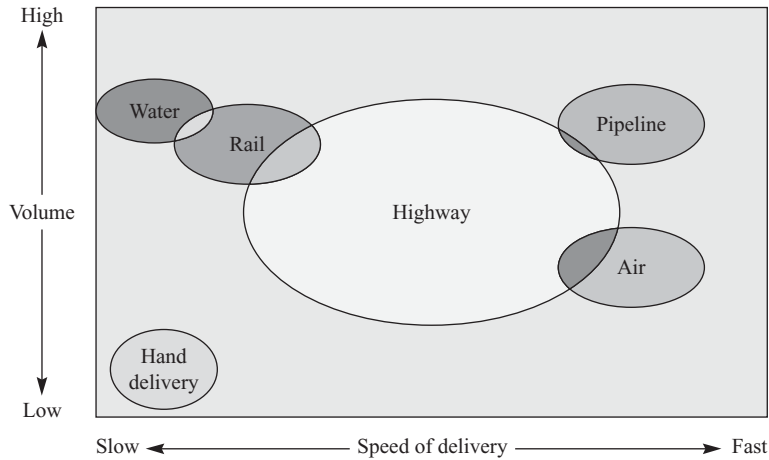 High
Water
Pipeline
Rail
Volume
Highway
Air
Hand
delivery
Low
Slow
Speed of delivery
Fast